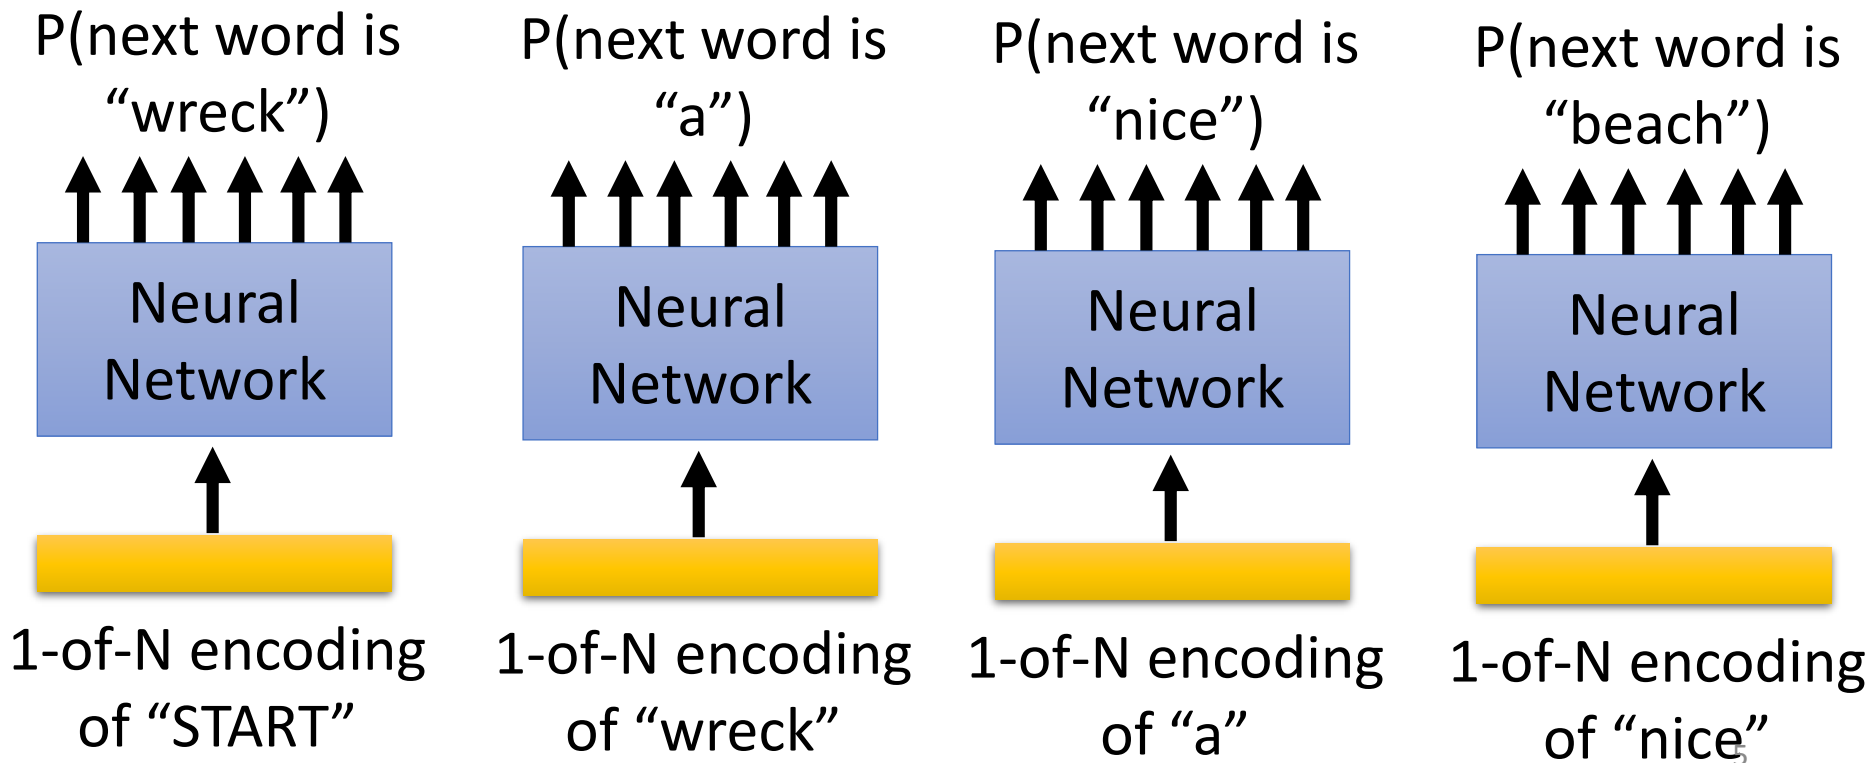 P(next word is
“wreck”)
Neural
Network
1-of-N encoding
of “START”
P(next word is
“a”)
Neural
Network
1-of-N encoding
of “wreck”
P(next word is
“nice”)
Neural
Network
1-of-N encoding
of “a”
P(next word is
“beach”)
Neural
Network
1-of-N encoding
of “nice”
5